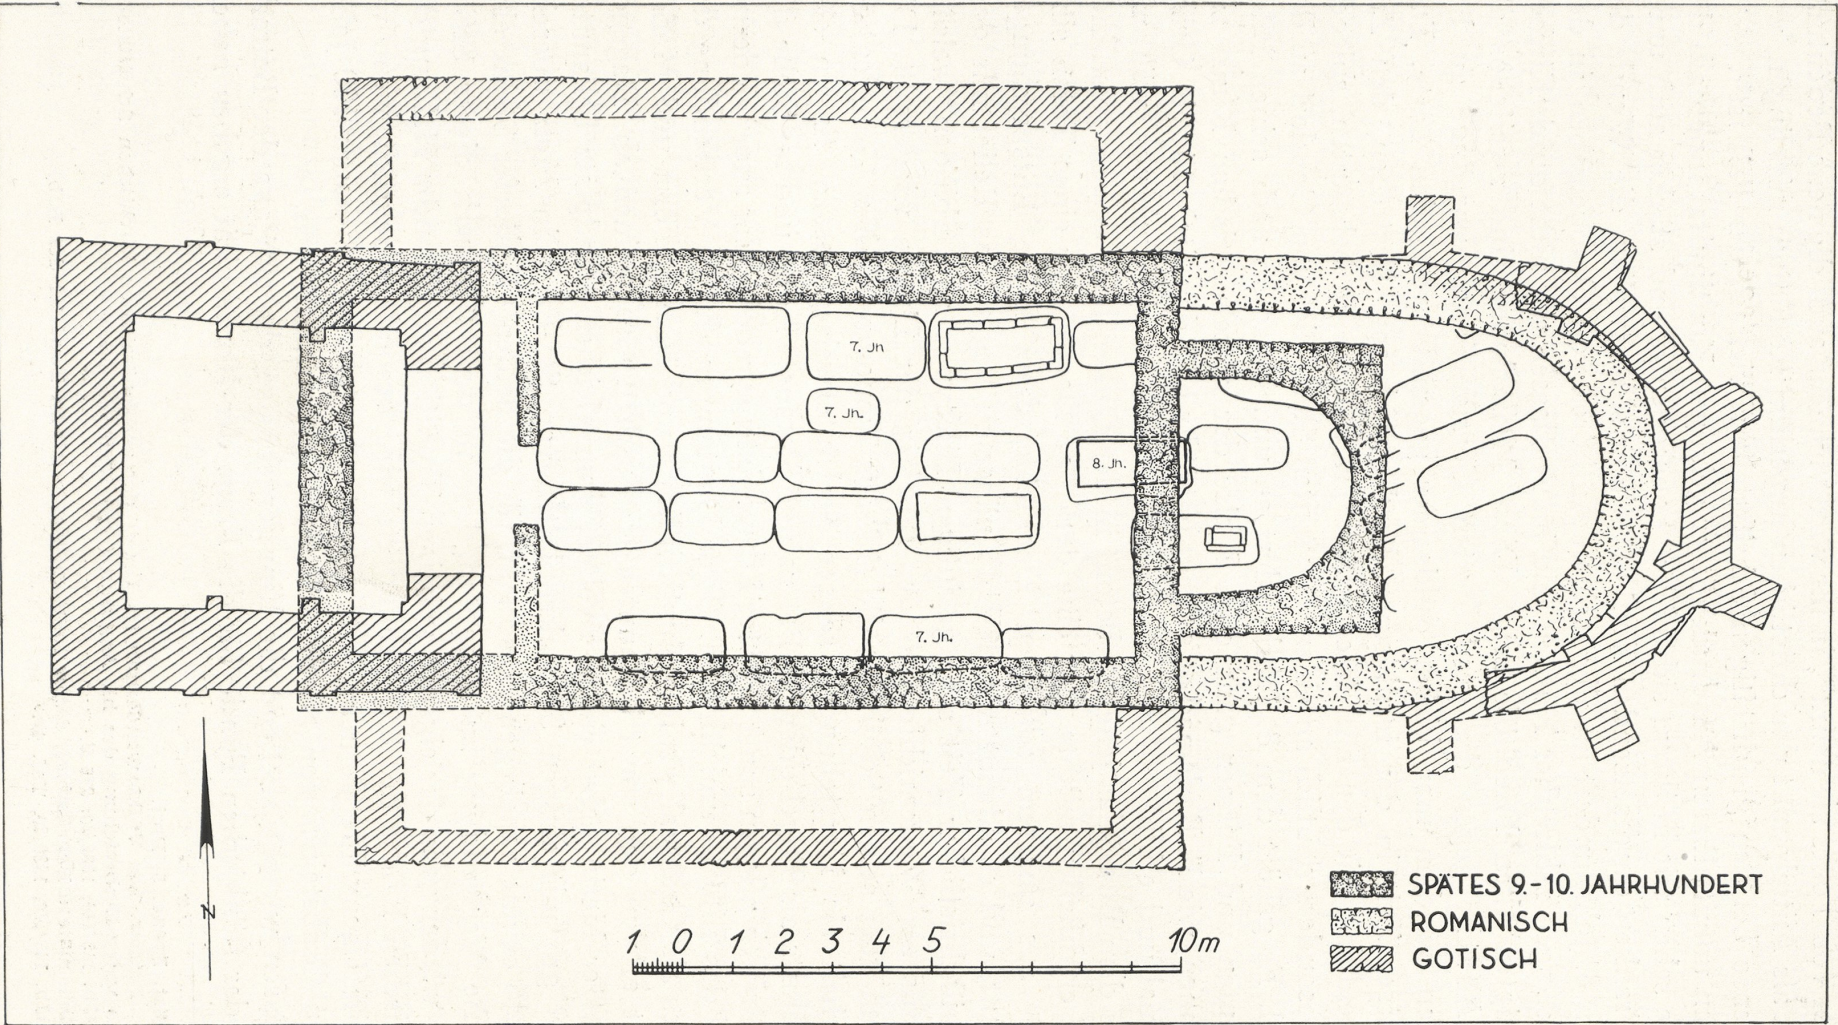 7. Jh
7. Jh.
8. Jh.
7. Jh.
N
1 0 1 2 3 4 5 10 m
SPÄTES 9.-10. JAHRHUNDERT
ROMANISCH
GOTISCH